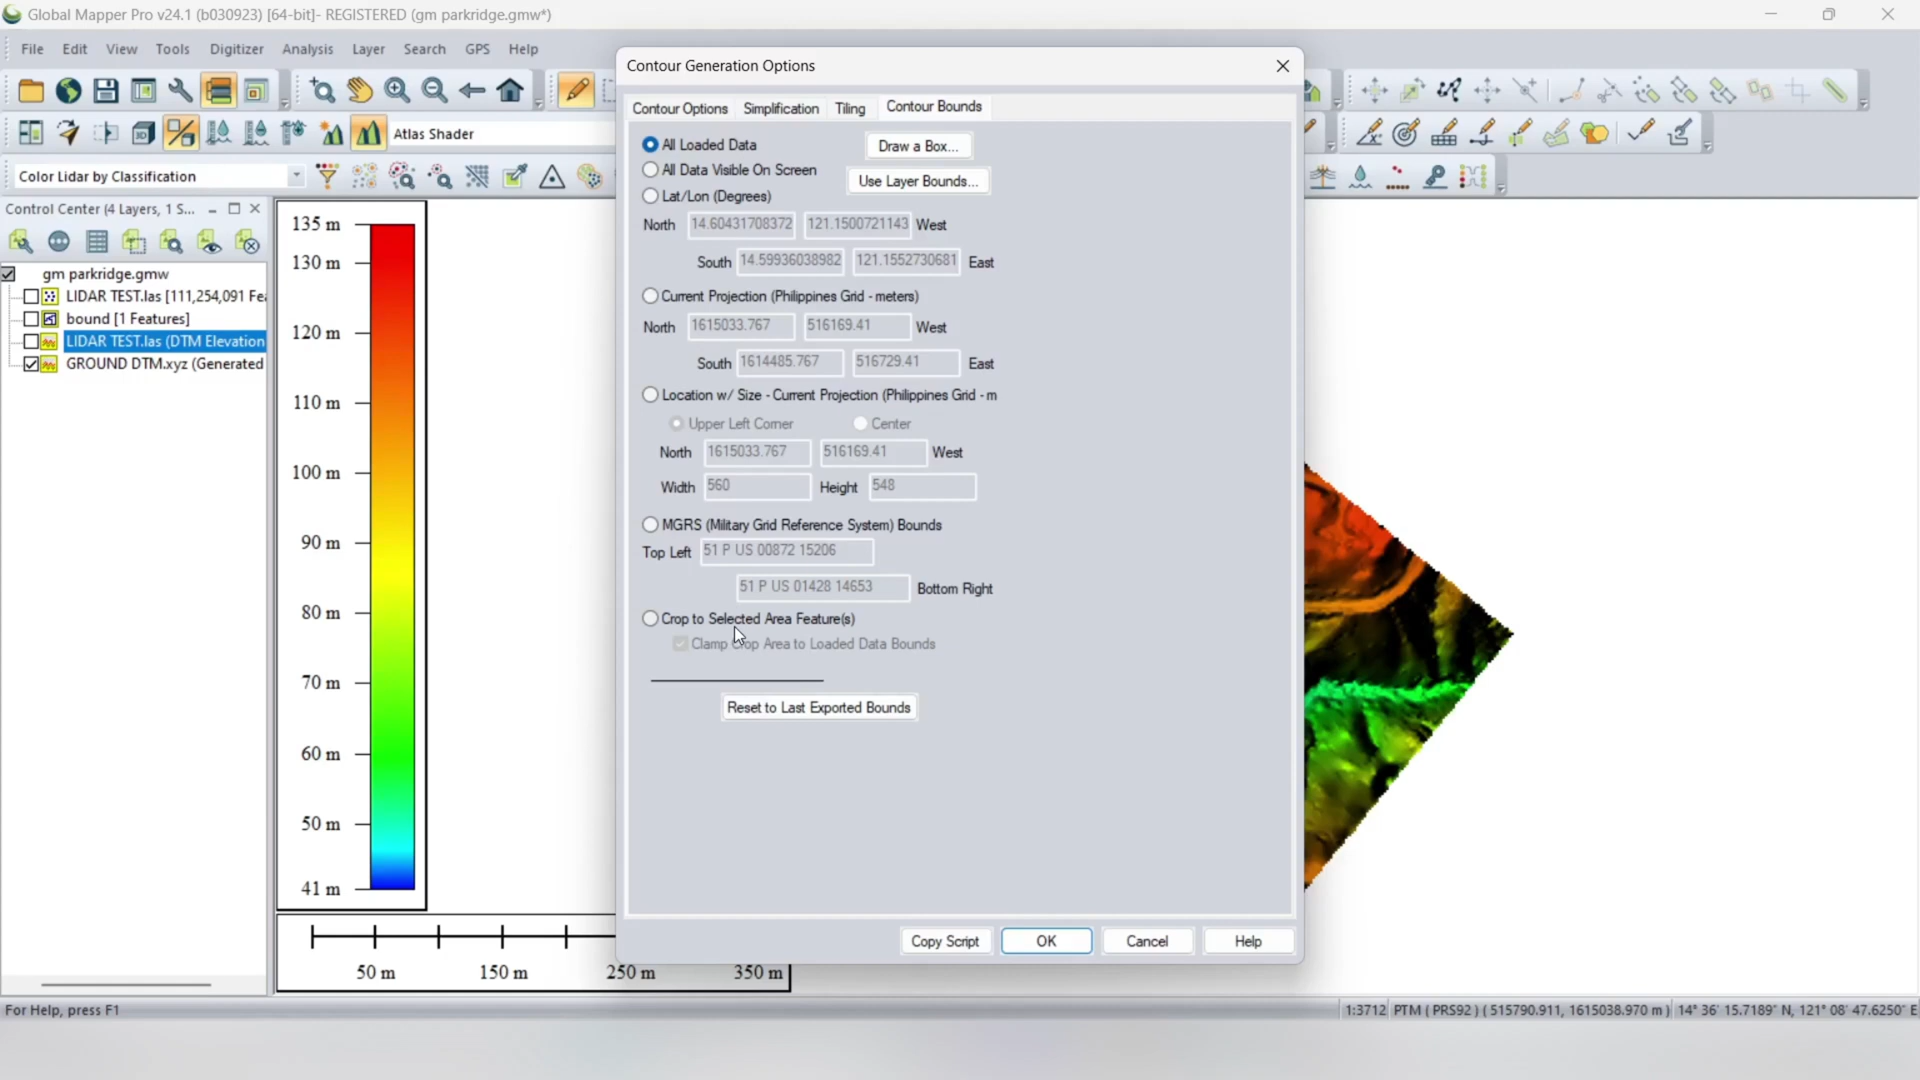 Global Mapper Pro v24.1 (b030923) [64-bit]- REGISTERED (gm parkridge.gmw*)
File Edit View Tools Digitizer Analysis Layer Search GPS Help
Atlas Shader
Color Lidar by Classification
Control Center (4 Layers, 1 S...
gm parkridge.gmw
LIDAR TEST.las [111,254,091 Fea
bound [1 Features]
LIDAR TEST.las (DTM Elevation
GROUND DTM.xyz (Generated
135 m
130 m
120 m
110 m
100 m
90 m
80 m
70 m
60 m
50 m
41 m
50 m 150 m 250 m 350 m
Contour Generation Options
Contour Options Simplification Tiling Contour Bounds
All Loaded Data Draw a Box...
All Data Visible On Screen Use Layer Bounds...
Lat/Lon (Degrees)
North 14.60431708372 121.1500721143 West
South 14.59936038982 121.1552730681 East
Current Projection (Philippines Grid - meters)
North 1615033.767 516169.41 West
South 1614485.767 516729.41 East
Location w/ Size - Current Projection (Philippines Grid - m
Upper Left Corner Center
North 1615033.767 516169.41 West
Width 560 Height 548
MGRS (Military Grid Reference System) Bounds
Top Left 51 P US 00872 15206
51 P US 01428 14653 Bottom Right
Crop to Selected Area Feature(s)
Clamp Crop Area to Loaded Data Bounds
Reset to Last Exported Bounds
Copy Script OK Cancel Help
For Help, press F1
1:3712 PTM ( PRS92 ) ( 515790.911, 1615038.970 m ) 14° 36' 15.7189" N, 121° 08' 47.6250" E